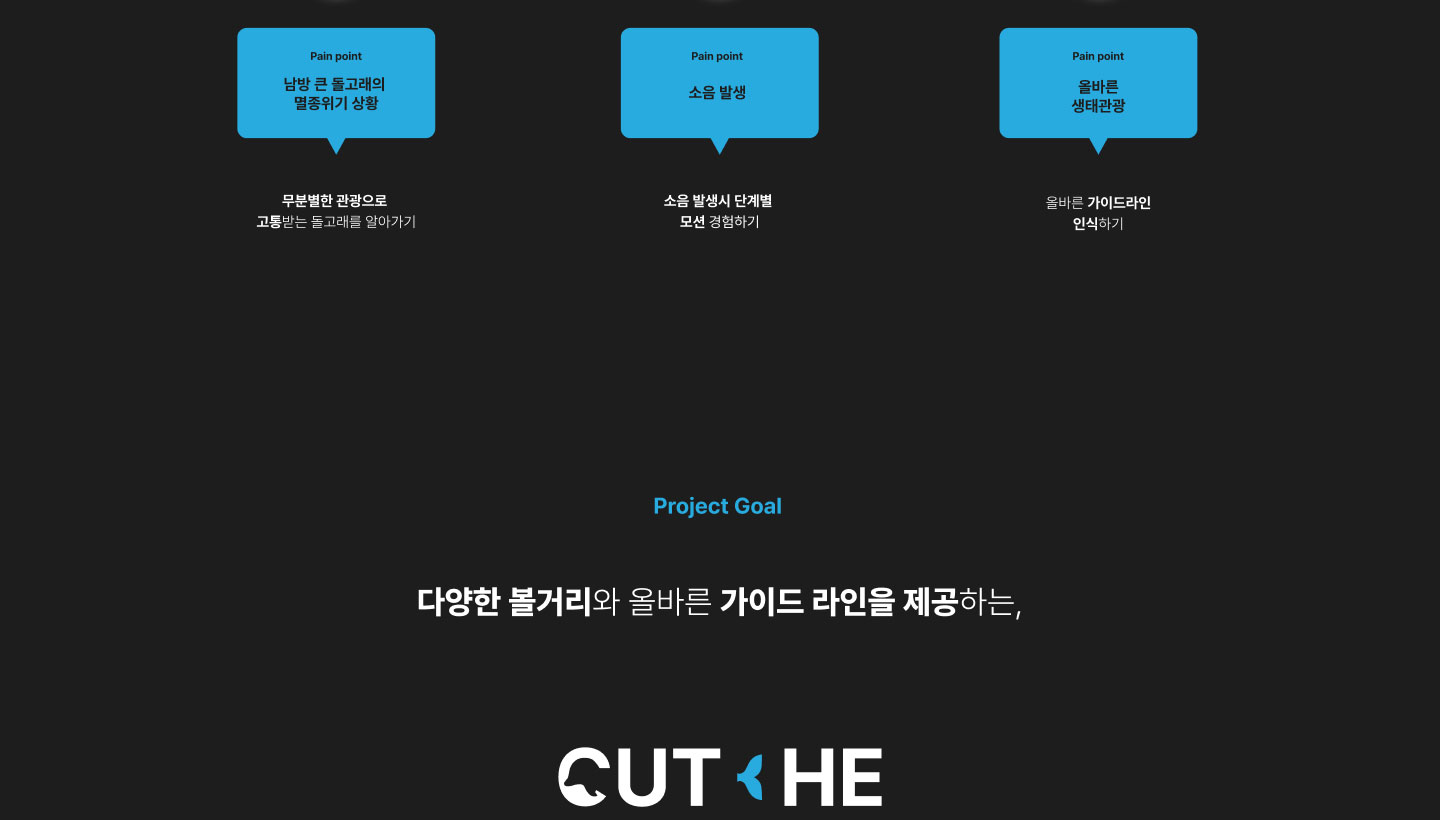 Pain point
남방 큰 돌고래의
멸종위기 상황
무분별한 관광으로
고통받는 돌고래를 알아가기
Pain point
소음 발생
소음 발생시 단계별
모션 경험하기
Pain point
올바른
생태관광
올바른 가이드라인
인식하기
Project Goal
다양한 볼거리와 올바른 가이드 라인을 제공하는,
CUT HE